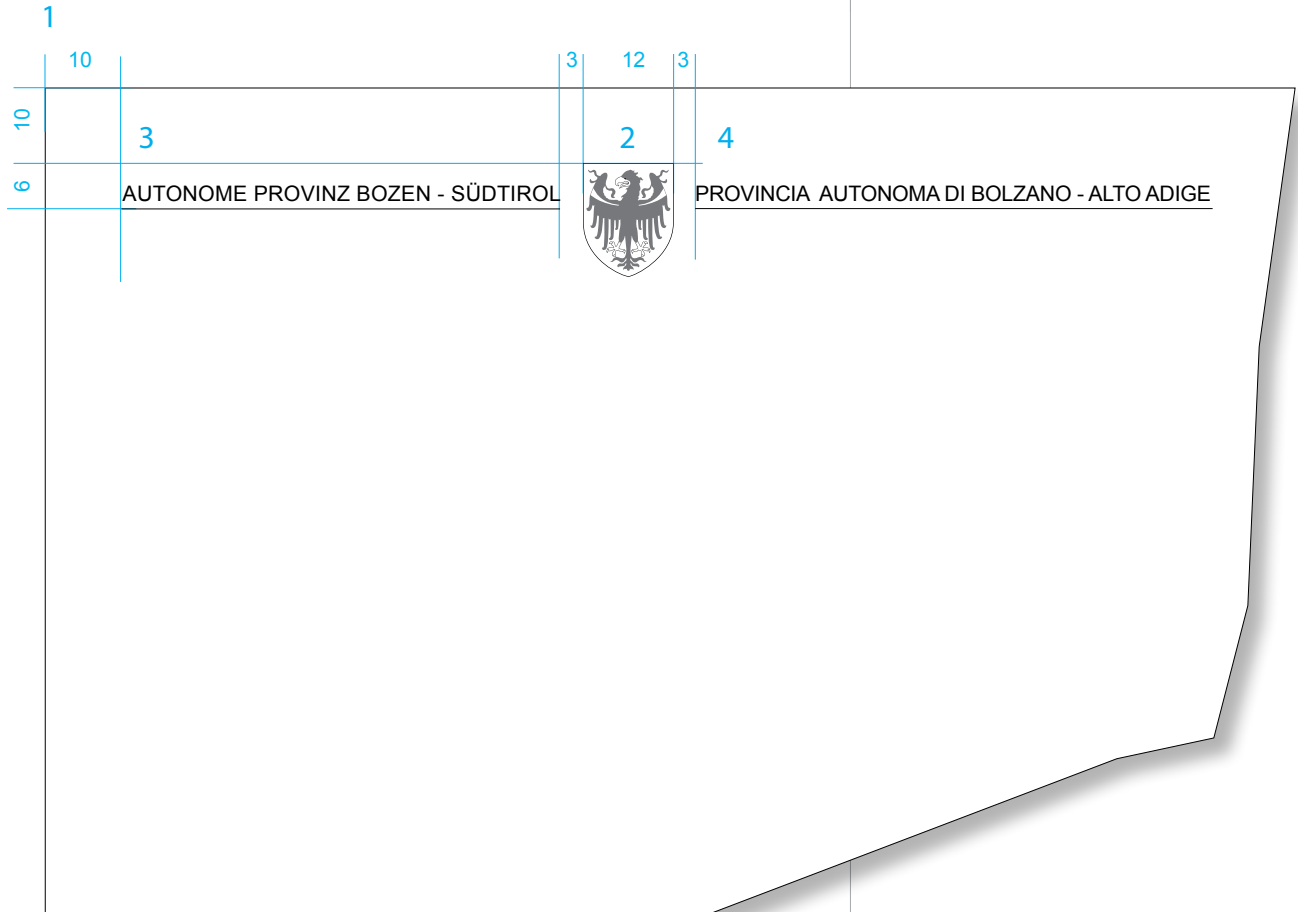 1
10 3 12 3
10
3 2 4
6
AUTONOME PROVINZ BOZEN - SÜDTIROL PROVINCIA AUTONOMA DI BOLZANO - ALTO ADIGE